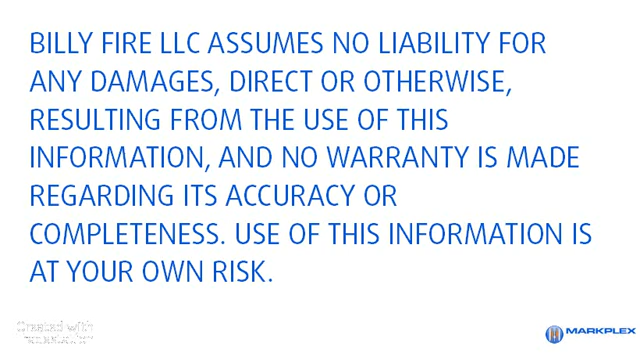 BILLY FIRE LLC ASSUMES NO LIABILITY FOR
ANY DAMAGES, DIRECT OR OTHERWISE,
RESULTING FROM THE USE OF THIS
INFORMATION, AND NO WARRANTY IS MADE
REGARDING ITS ACCURACY OR
COMPLETENESS. USE OF THIS INFORMATION IS
AT YOUR OWN RISK.
Created with
MARKPLEX